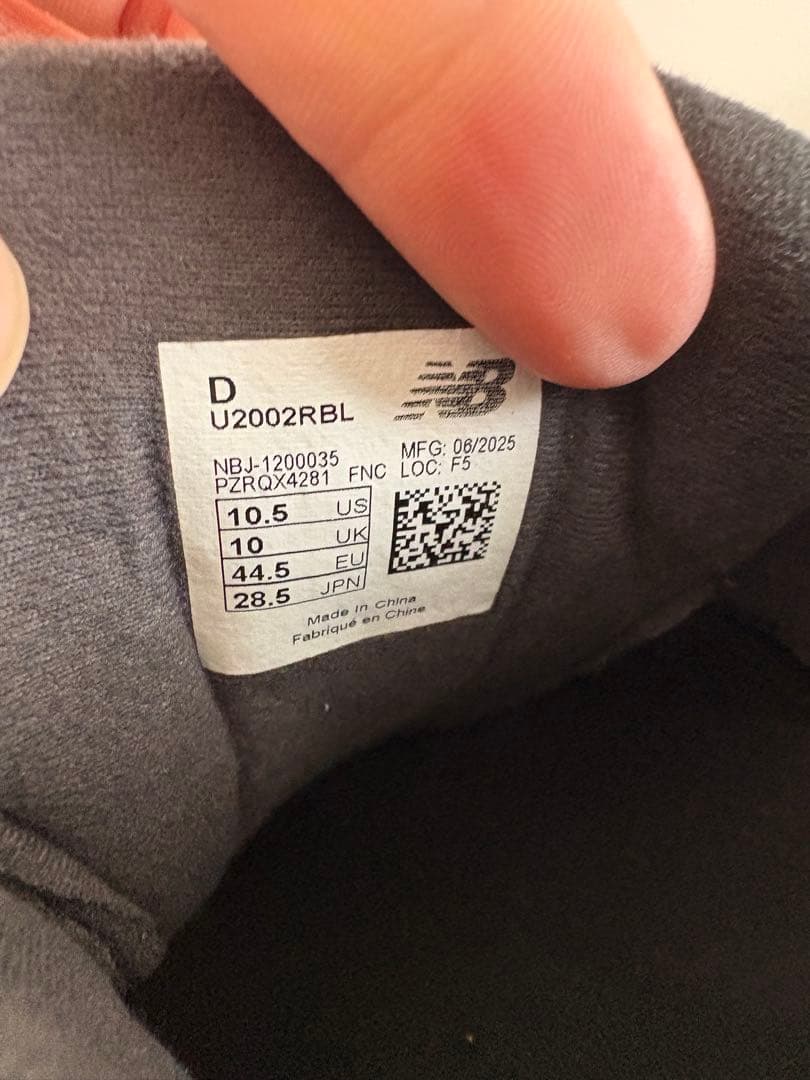 D
U2002RBL
NB
NBJ-1200035
PZRQX4281 FNC
MFG: 06/2025
LOC: F5
10.5 US
10 UK
44.5 EU
28.5 JPN
Made in China
Fabriqué en Chine